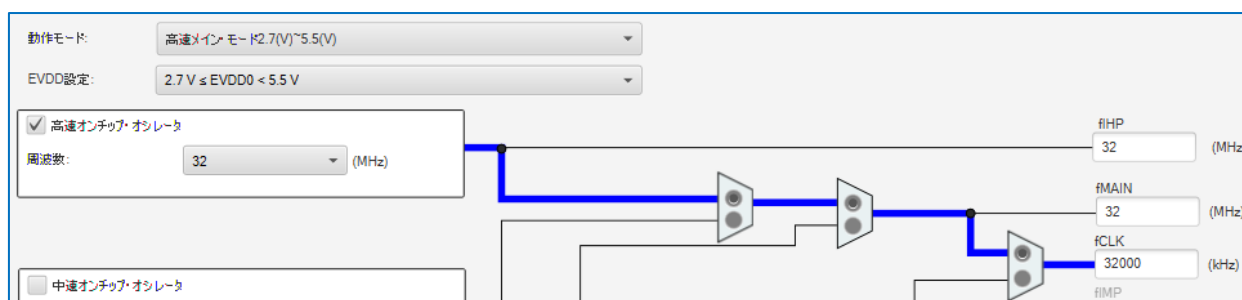 動作モード: 高速メイン・モード2.7(V)~5.5(V)
EVDD設定: 2.7 V ≤ EVDD0 < 5.5 V
高速オンチップ・オシレータ
周波数: 32 (MHz)
fIHP
32 (MHz
fMAIN
32 (MHz)
fCLK
32000 (kHz)
fIMP
中速オンチップ・オシレータ